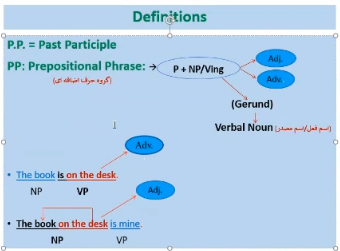 Definitions
P.P. = Past Participle
PP: Prepositional Phrase: → P + NP/Ving
Adj.
Adv.
(گروه حرف اضافه ای)
(Gerund)
Verbal Noun (اسم فعل/اسم مصدر)
Adv.
• The book is on the desk.
NP VP
Adj.
• The book on the desk is mine.
NP VP